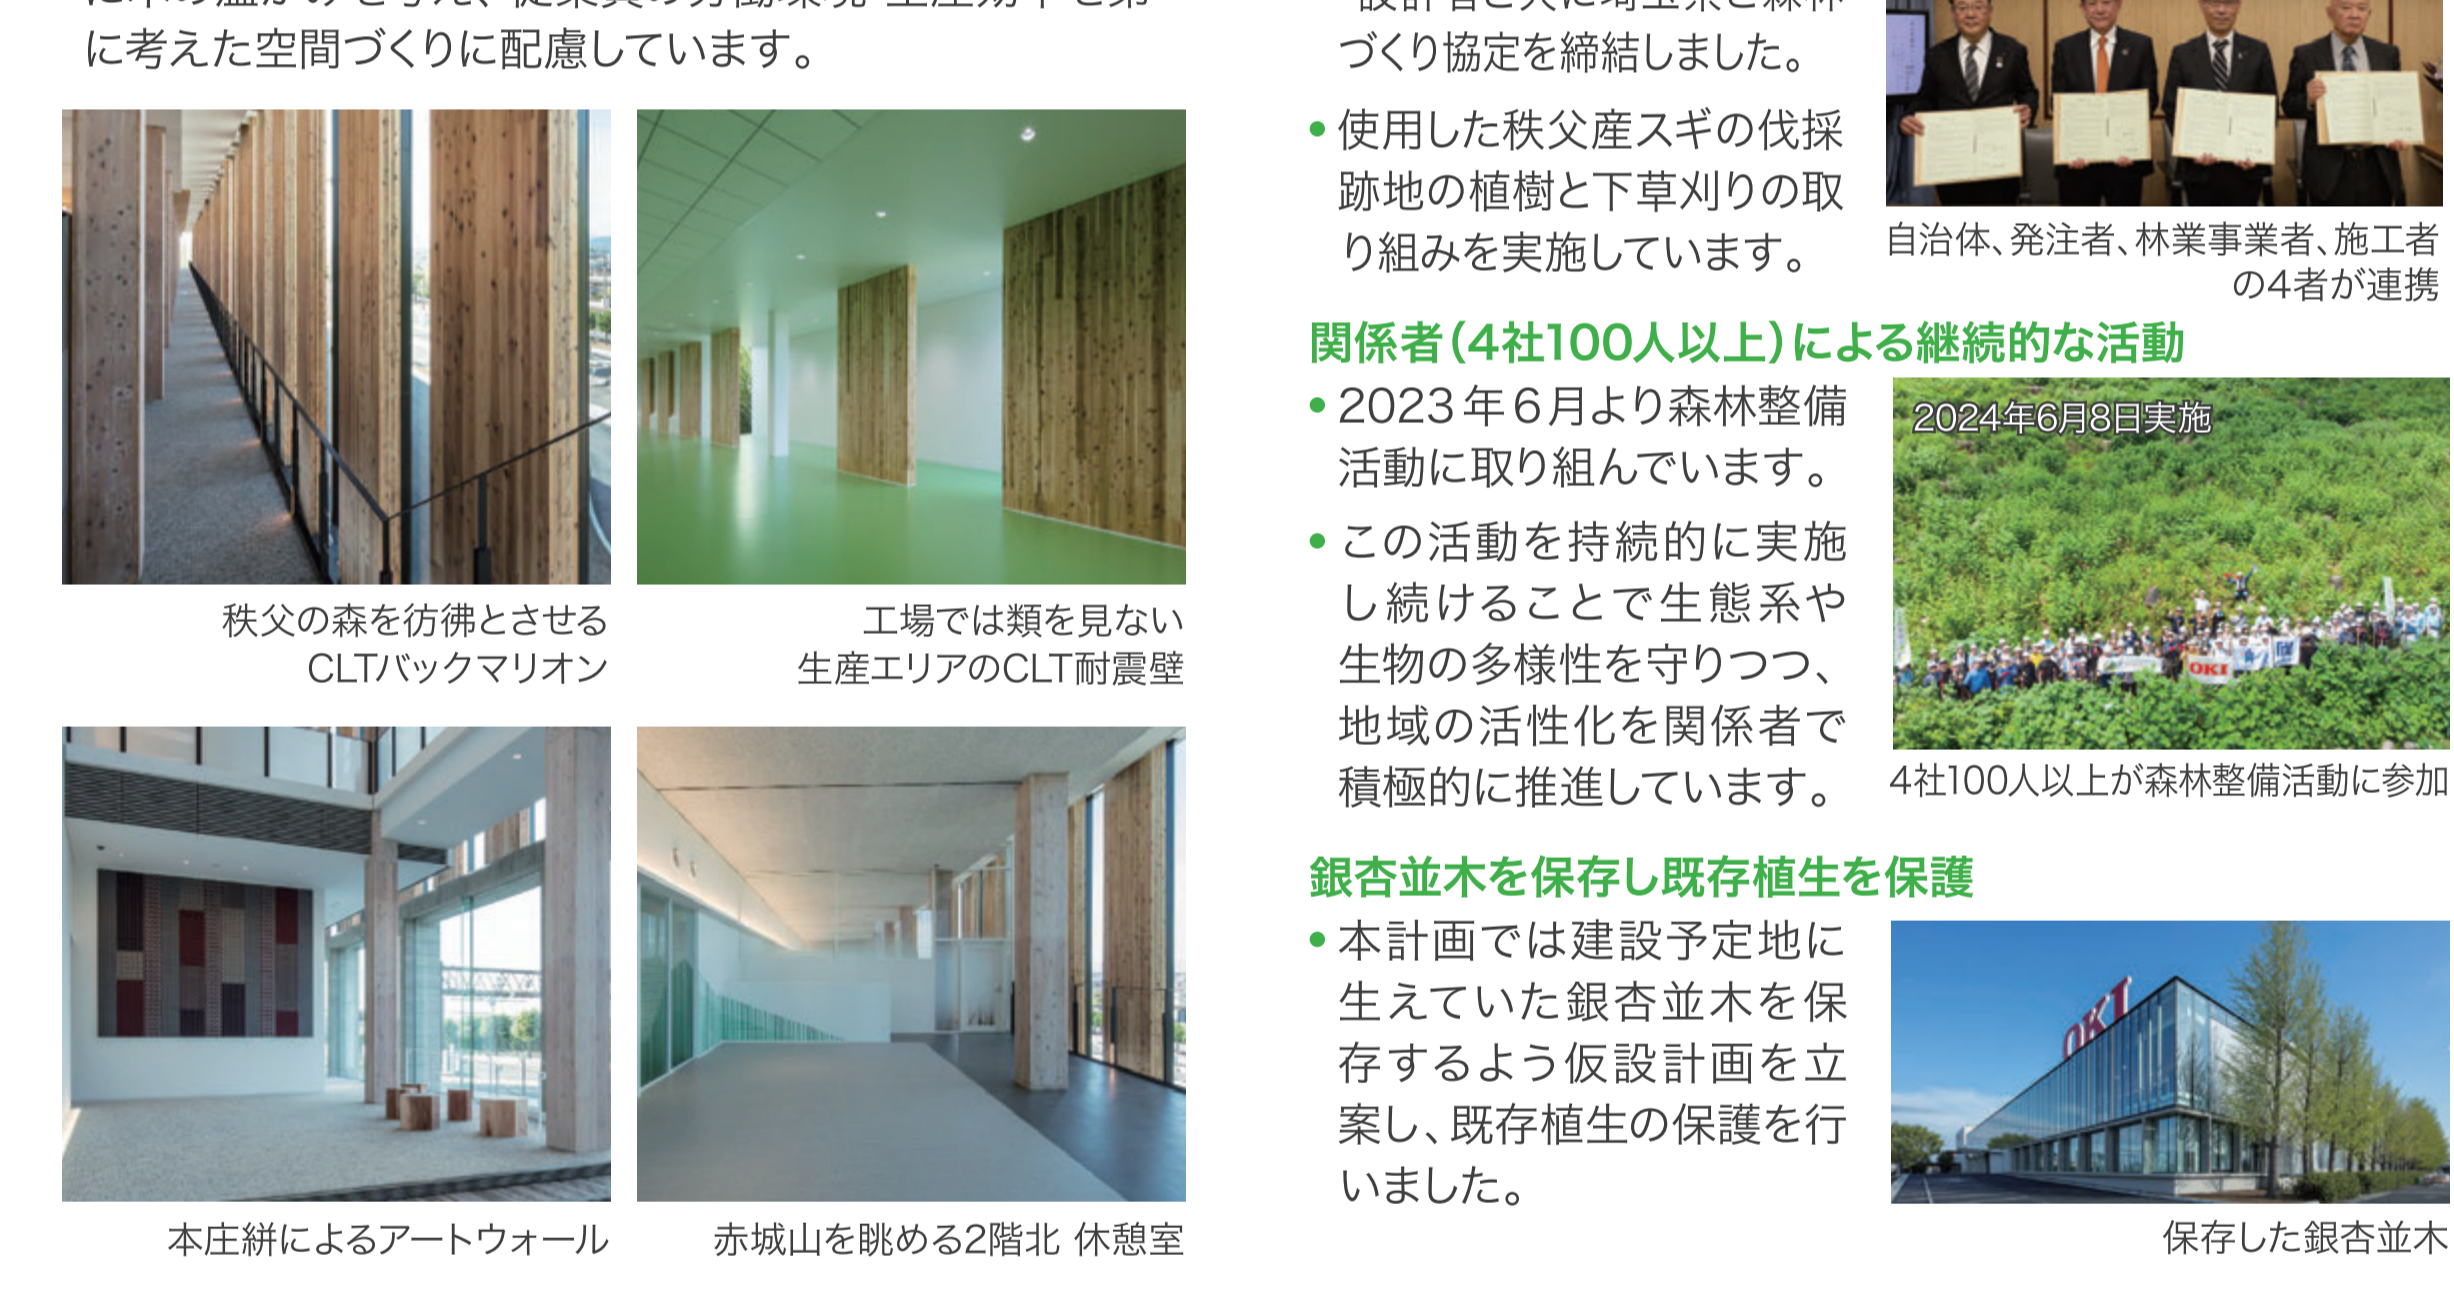 に考えた空間づくりに配慮しています。
秩父の森を彷彿とさせる
CLTバックマリオン
工場では類を見ない
生産エリアのCLT耐震壁
本庄絣によるアートウォール
赤城山を眺める2階北 休憩室
づくり協定を締結しました。
• 使用した秩父産スギの伐採
跡地の植樹と下草刈りの取
り組みを実施しています。
自治体、発注者、林業事業者、施工者
の4者が連携
関係者（4社100人以上）による継続的な活動
• 2023年6月より森林整備
活動に取り組んでいます。
• この活動を持続的に実施
し続けることで生態系や
生物の多様性を守りつつ、
地域の活性化を関係者で
積極的に推進しています。
2024年6月8日実施
OKI
4社100人以上が森林整備活動に参加
銀杏並木を保存し既存植生を保護
• 本計画では建設予定地に
生えていた銀杏並木を保
存するよう仮設計画を立
案し、既存植生の保護を行
いました。
OKI
保存した銀杏並木